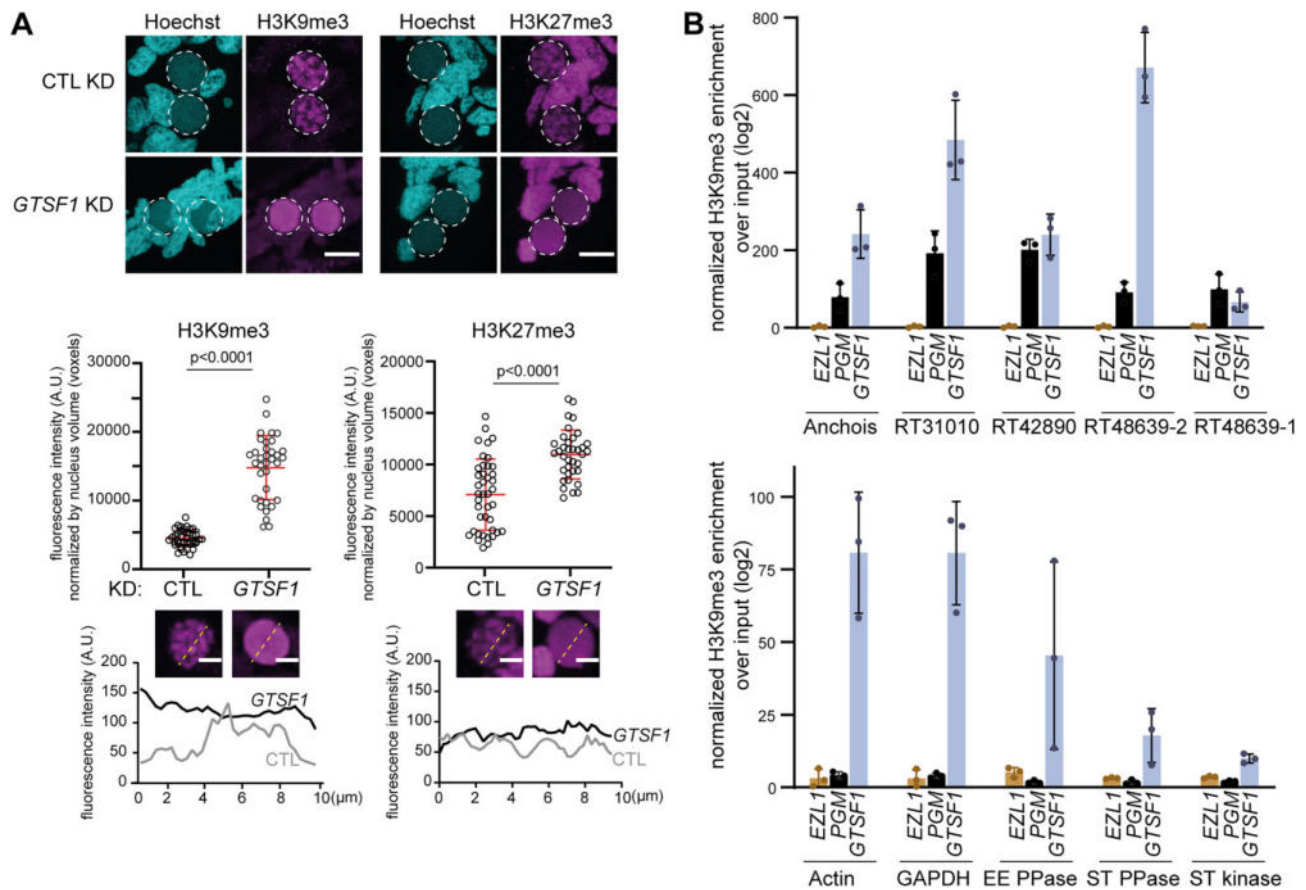 A
Hoechst H3K9me3 Hoechst H3K27me3
CTL KD
GTSF1 KD
H3K9me3
fluorescence intensity (A.U.)
normalized by nucleus volume (voxels)
p<0.0001
30000
25000
20000
15000
10000
5000
0
KD: CTL GTSF1
H3K27me3
fluorescence intensity (A.U.)
normalized by nucleus volume (voxels)
p<0.0001
20000
15000
10000
5000
0
CTL GTSF1
fluorescence intensity (A.U.)
200
150
100
50
0
GTSF1
CTL
0 2 4 6 8 10(μm)
fluorescence intensity (A.U.)
200
150
100
50
0
GTSF1
CTL
0 2 4 6 8 10(μm)
B
normalized H3K9me3 enrichment
over input (log2)
800
600
400
200
0
EZL1 PGM GTSF1 EZL1 PGM GTSF1 EZL1 PGM GTSF1 EZL1 PGM GTSF1 EZL1 PGM GTSF1
Anchois RT31010 RT42890 RT48639-2 RT48639-1
normalized H3K9me3 enrichment
over input (log2)
100
75
50
25
0
EZL1 PGM GTSF1 EZL1 PGM GTSF1 EZL1 PGM GTSF1 EZL1 PGM GTSF1 EZL1 PGM GTSF1
Actin GAPDH EE PPase ST PPase ST kinase